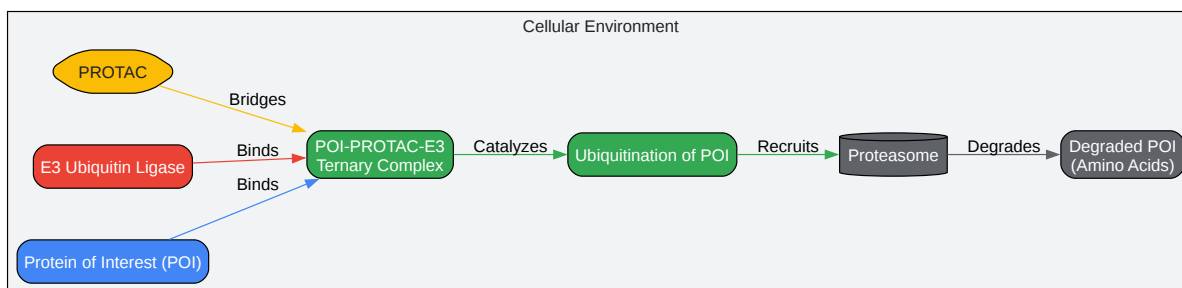 Cellular Environment
PROTAC
Bridges
E3 Ubiquitin Ligase
Binds
Binds
Protein of Interest (POI)
POI-PROTAC-E3
Ternary Complex
Catalyzes
Ubiquitination of POI
Recruits
Proteasome
Degrades
Degraded POI
(Amino Acids)